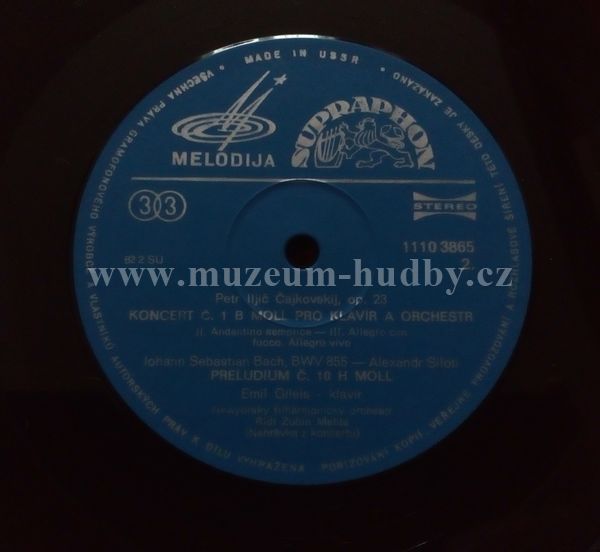 MADE IN USSR
VŠECHNA PRÁVA GRAMOFONOVÉHO VÝROBCE A VLASTNÍKŮ AUTORSKÝCH PRÁV K DÍLU VYHRAŽENA. POŘIZOVÁNÍ KOPIÍ, VEŘEJNÉ PROVOZOVÁNÍ A ROZHLASOVÉ ŠÍŘENÍ TÉTO DESKY JE ZAKÁZÁNO
MELODIJA
SUPRAPHON
33
STEREO
82 2 SU
1110 3865
2.
www.muzeum-hudby.cz
Petr Iljič Čajkovskij, op. 23
KONCERT Č. 1 B MOLL PRO KLAVÍR A ORCHESTR
II. Andantino semplice — III. Allegro con
fuoco. Allegro vivo
Johann Sebastian Bach, BWV 855 — Alexandr Siloti
PRELUDIUM Č. 10 H MOLL
Emil Gilels - klavír
Newyorský filharmonický orchestr
Řídí Zubin Mehta
(Nahrávka z koncertu)